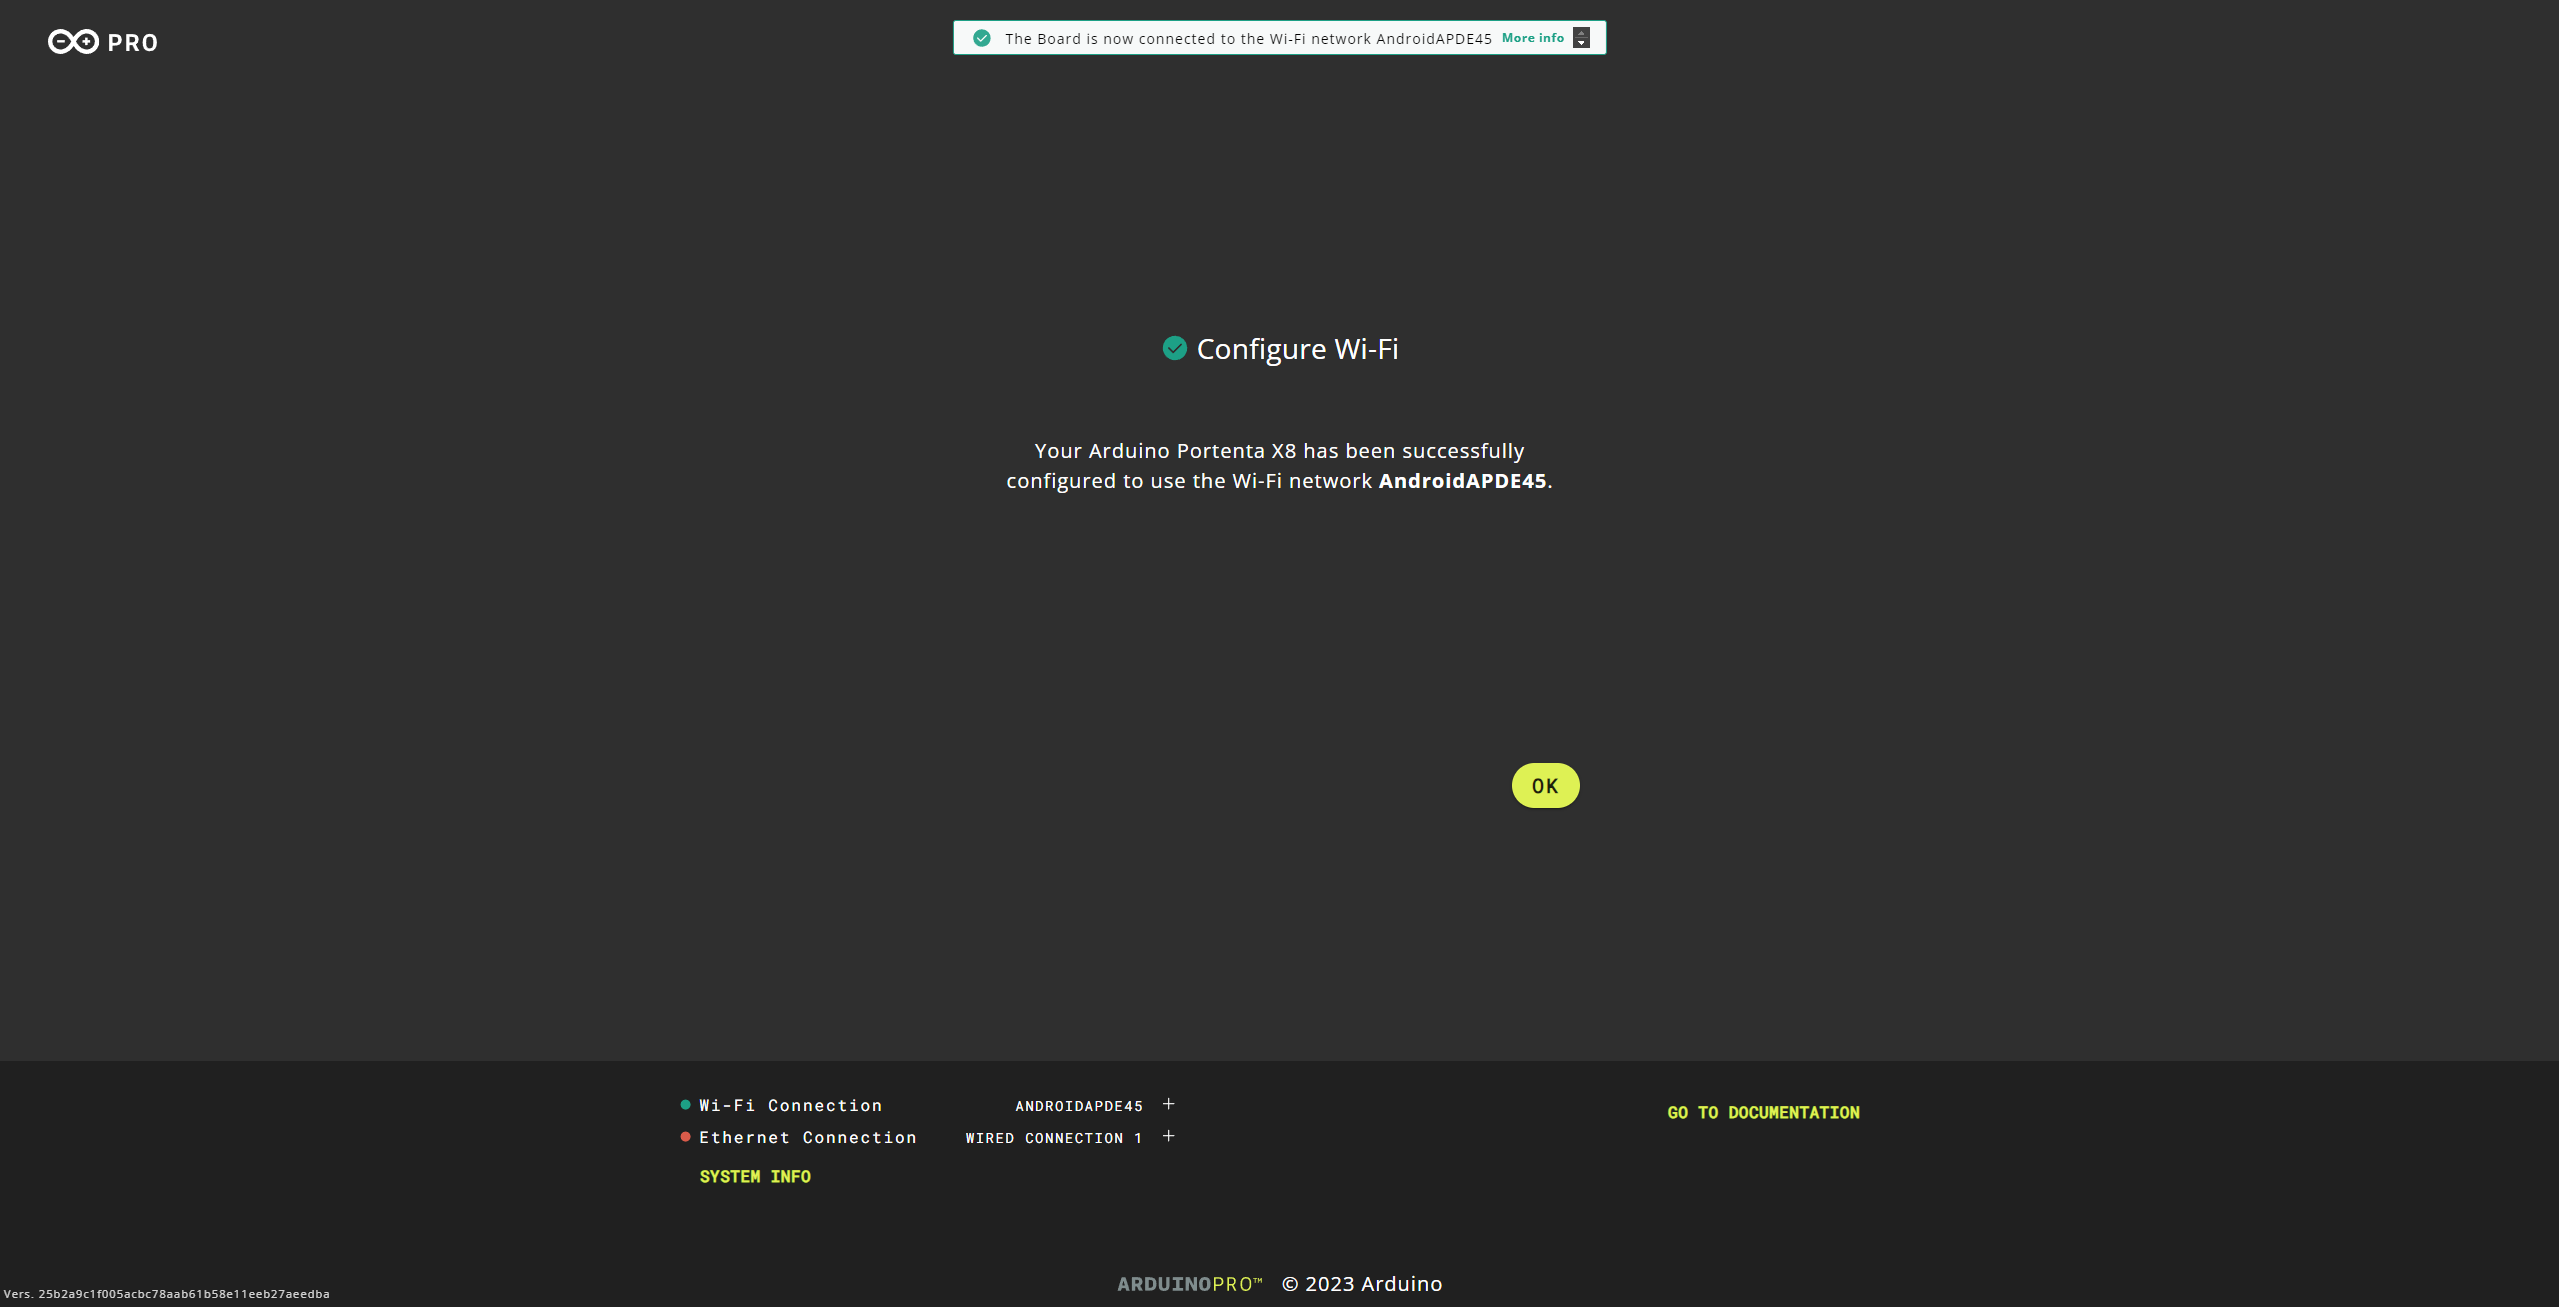 PRO
The Board is now connected to the Wi-Fi network AndroidAPDE45 More info
Configure Wi-Fi
Your Arduino Portenta X8 has been successfully
configured to use the Wi-Fi network AndroidAPDE45.
OK
Wi-Fi Connection ANDROIDAPDE45 +
Ethernet Connection WIRED CONNECTION 1 +
SYSTEM INFO
GO TO DOCUMENTATION
ARDUINOPRO™ © 2023 Arduino
Vers. 25b2a9c1f005acbc78aab61b58e11eeb27aeedba